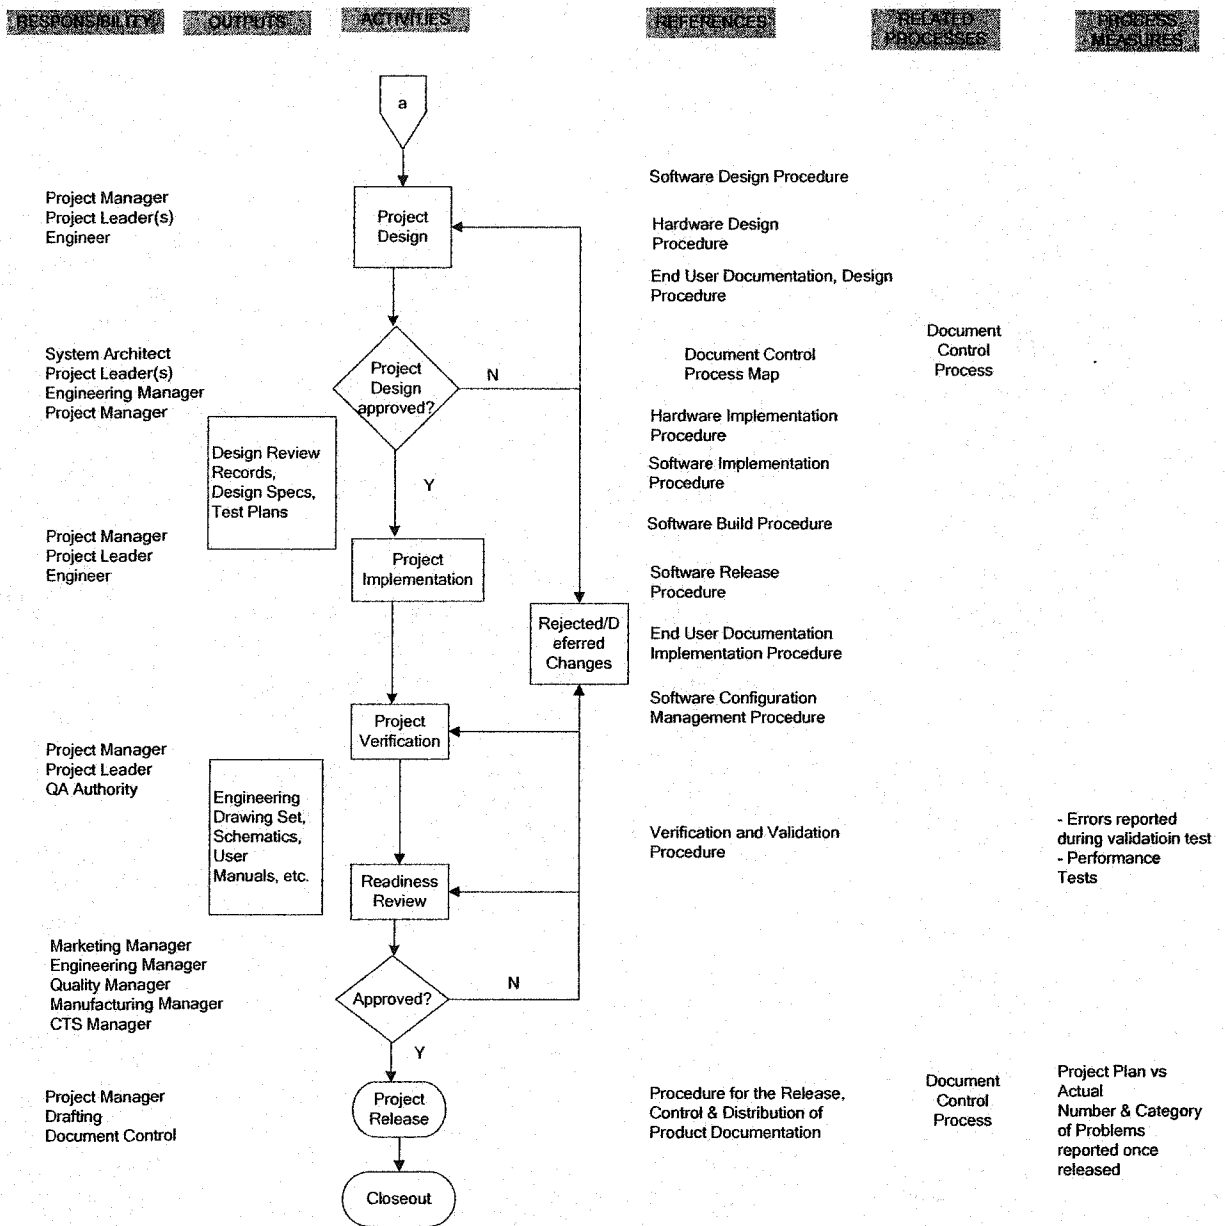 RESPONSIBILITY
OUTPUTS
ACTIVITIES
REFERENCES
RELATED
PROCESSES
PROCESS
MEASURES
a
Software Design Procedure
Project Manager
Project Leader(s)
Engineer
Project
Design
Hardware Design
Procedure
End User Documentation, Design
Procedure
System Architect
Project Leader(s)
Engineering Manager
Project Manager
Project
Design
approved?
N
Document Control
Process Map
Document
Control
Process
Hardware Implementation
Procedure
Design Review
Records,
Design Specs,
Test Plans
Y
Software Implementation
Procedure
Software Build Procedure
Project Manager
Project Leader
Engineer
Project
Implementation
Software Release
Procedure
Rejected/D
eferred
Changes
End User Documentation
Implementation Procedure
Software Configuration
Management Procedure
Project
Verification
Project Manager
Project Leader
QA Authority
Engineering
Drawing Set,
Schematics,
User
Manuals, etc.
Verification and Validation
Procedure
- Errors reported
during validatioin test
- Performance
Tests
Readiness
Review
Marketing Manager
Engineering Manager
Quality Manager
Manufacturing Manager
CTS Manager
Approved?
N
Y
Project Manager
Drafting
Document Control
Project
Release
Procedure for the Release,
Control & Distribution of
Product Documentation
Document
Control
Process
Project Plan vs
Actual
Number & Category
of Problems
reported once
released
Closeout